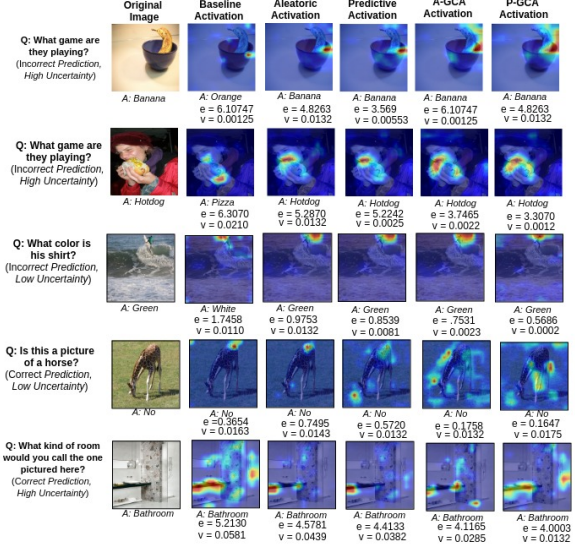 Original Image
Baseline Activation
Aleatoric Activation
Predictive Activation
A-GCA Activation
P-GCA Activation
Q: What game are
they playing?
(Incorrect Prediction,
High Uncertainty)
A: Banana
A: Orange
e = 6.10747
v = 0.00125
A: Banana
e = 4.8263
v = 0.0132
A: Banana
e = 3.569
v = 0.00553
A: Banana
e = 6.10747
v = 0.00125
A: Banana
e = 4.8263
v = 0.0132
Q: What game are
they playing?
(Incorrect Prediction,
High Uncertainty)
A: Hotdog
A: Pizza
e = 6.3070
v = 0.0210
A: Hotdog
e = 5.2870
v = 0.0132
A: Hotdog
e = 5.2242
v = 0.0025
A: Hotdog
e = 3.7465
v = 0.0022
A: Hotdog
e = 3.3070
v = 0.0012
Q: What color is
his shirt?
(Incorrect Prediction,
Low Uncertainty)
A: Green
A: White
e = 1.7458
v = 0.0110
A: Green
e = 0.9753
v = 0.0132
A: Green
e = 0.8539
v = 0.0081
A: Green
e = .7531
v = 0.0023
A: Green
e = 0.5686
v = 0.0002
Q: Is this a picture
of a horse?
(Correct Prediction,
Low Uncertainty)
A: No
A: No
e =0.3654
v = 0.0163
A: No
e = 0.7495
v = 0.0143
A: No
e = 0.5720
v = 0.0132
A: No
e = 0.1758
v = 0.0132
A: No
e = 0.1647
v = 0.0175
Q: What kind of room
would you call the one
pictured here?
(Correct Prediction,
High Uncertainty)
A: Bathroom
A: Bathroom
e = 5.2130
v = 0.0581
A: Bathroom
e = 4.5781
v = 0.0439
A: Bathroom
e = 4.4133
v = 0.0382
A: Bathroom
e = 4.1165
v = 0.0285
A: Bathroom
e = 4.0003
v = 0.0132